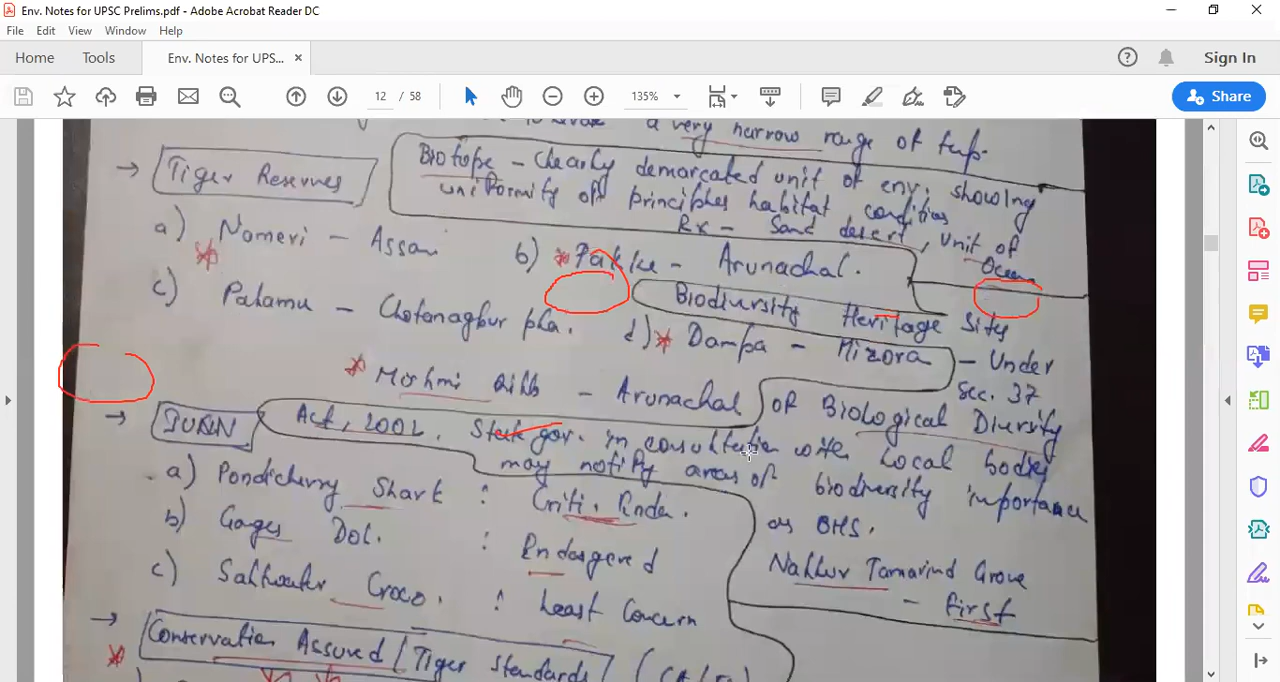 Env. Notes for UPSC Prelims.pdf - Adobe Acrobat Reader DC
File Edit View Window Help
Home Tools Env. Notes for UPS... × Sign In
12 / 58 135% Share
a very narrow range of temp.
→ Tiger Reserves
Biotope - Clearly demarcated unit of env. showing
uniformity of principles habitat conditions
Ex - Sand desert, unit of
Ocean
a) Nameri - Assam
b) * Pakke - Arunachal.
c) Palamu - Chotanagpur pla.
Biodiversity Heritage Sites
d) * Dampa - Mizora
- Under
Sec. 37
* Mishmi Hills - Arunachal
of Biological Diversity
Act, 2002. State gov. in consultation with local bodies
may notify areas of biodiversity importance
as BHS.
Nallur Tamarind Grove
- first
→ IUCN
a) Pondicherry Shark : Criti. Enda.
b) Ganges Dol. : Endangered
c) Saltwater Croco. : Least Concern
→ Conservation Assured / Tiger Standards